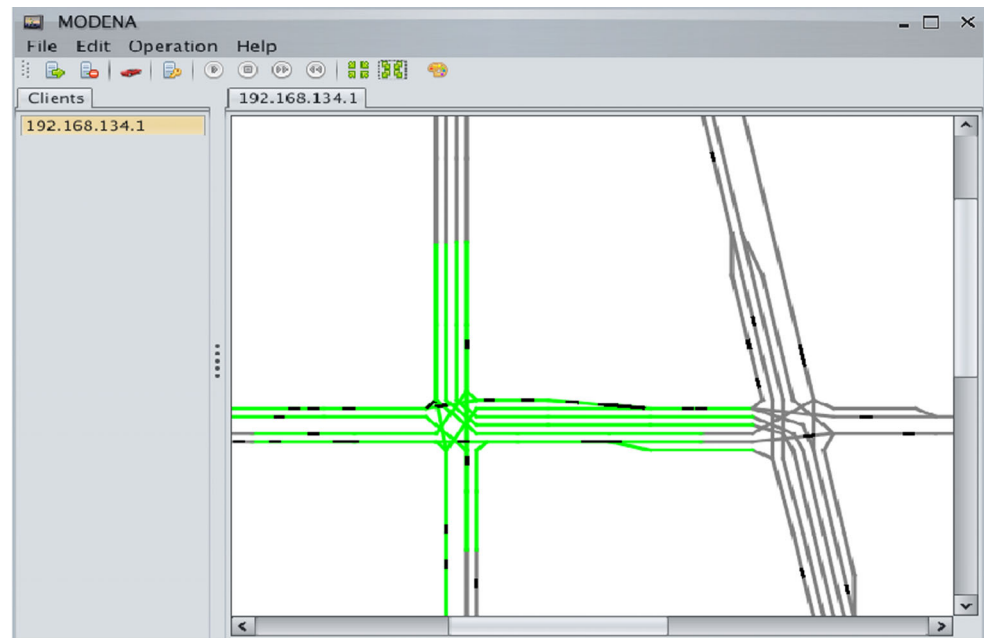 MODENA
File Edit Operation Help
Clients
192.168.134.1
192.168.134.1